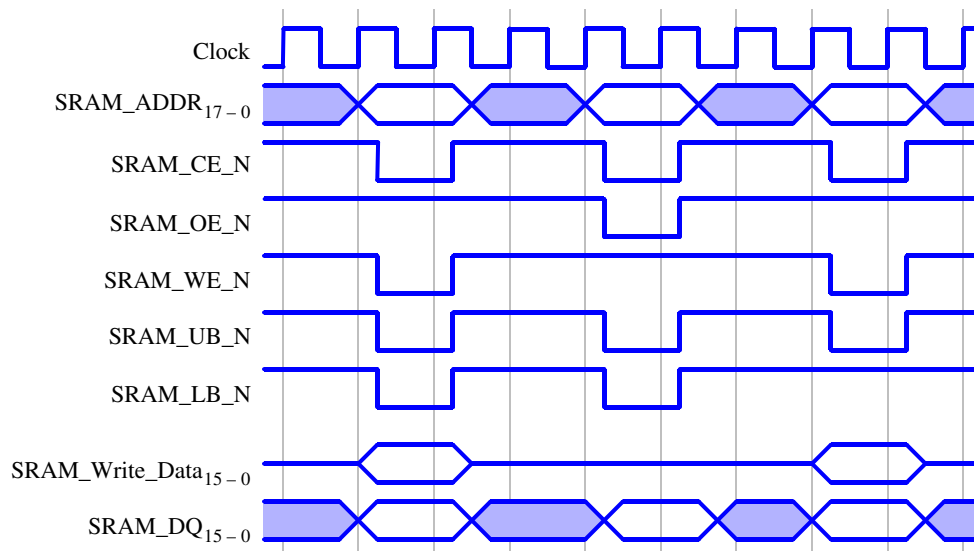 Clock
SRAM_ADDR17 – 0
SRAM_CE_N
SRAM_OE_N
SRAM_WE_N
SRAM_UB_N
SRAM_LB_N
SRAM_Write_Data15 – 0
SRAM_DQ15 – 0